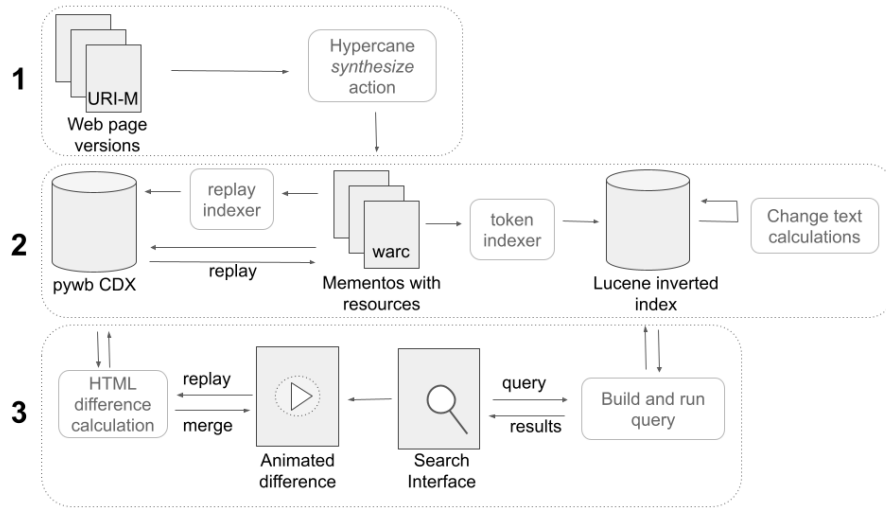 1
URI-M
Web page
versions
Hypercane
synthesize
action
2
pywb CDX
replay
indexer
replay
warc
Mementos with
resources
token
indexer
Lucene inverted
index
Change text
calculations
3
HTML
difference
calculation
replay
merge
Animated
difference
Search
Interface
query
results
Build and run
query